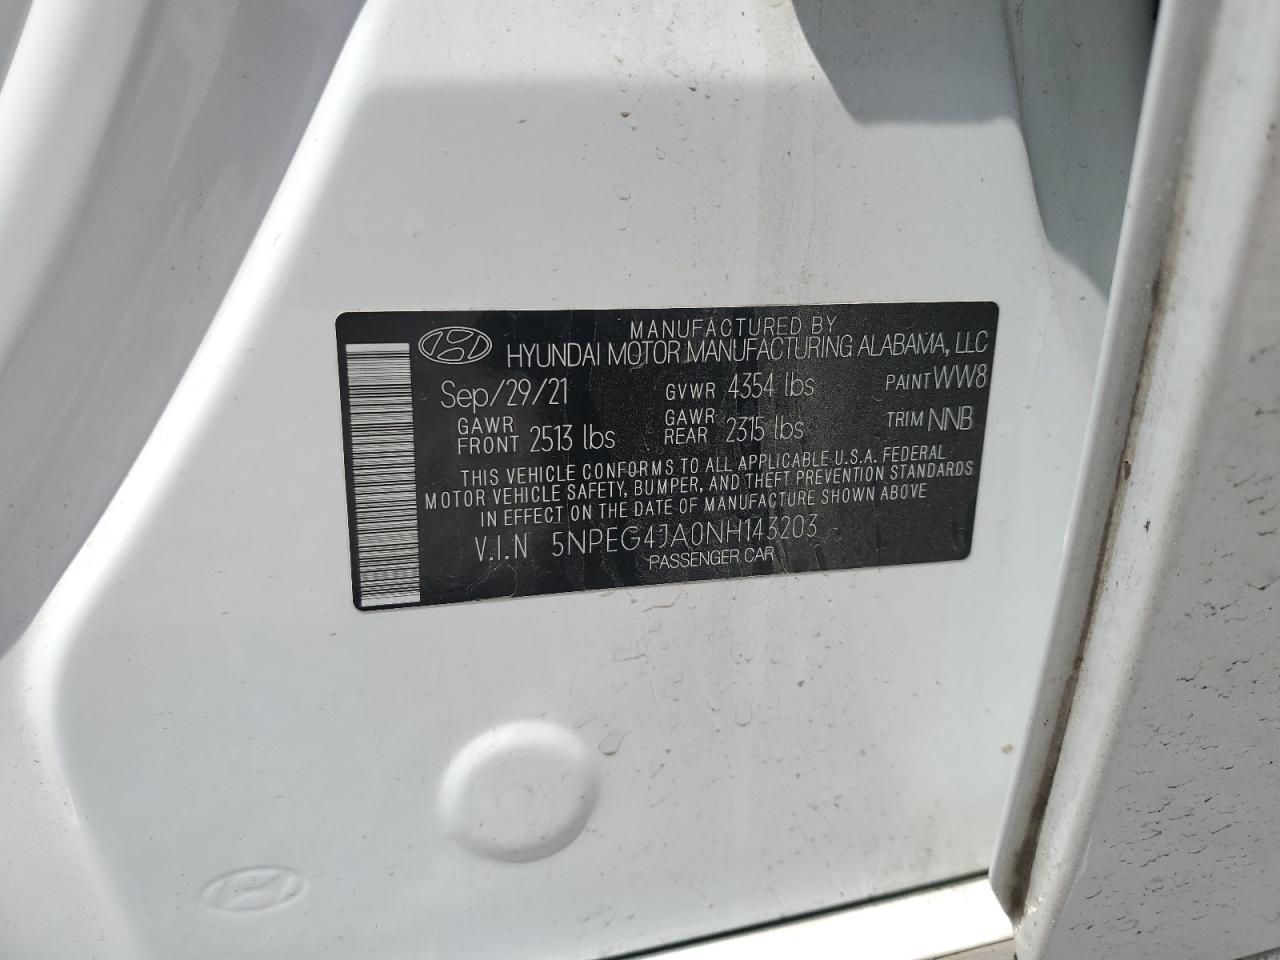 MANUFACTURED BY
HYUNDAI MOTOR MANUFACTURING ALABAMA, LLC
Sep/29/21 GVWR 4354 lbs PAINT WW8
GAWR FRONT 2513 lbs GAWR REAR 2315 lbs TRIM NNB
THIS VEHICLE CONFORMS TO ALL APPLICABLE U.S.A. FEDERAL
MOTOR VEHICLE SAFETY, BUMPER, AND THEFT PREVENTION STANDARDS
IN EFFECT ON THE DATE OF MANUFACTURE SHOWN ABOVE
V.I.N 5NPEG4JA0NH143203
PASSENGER CAR